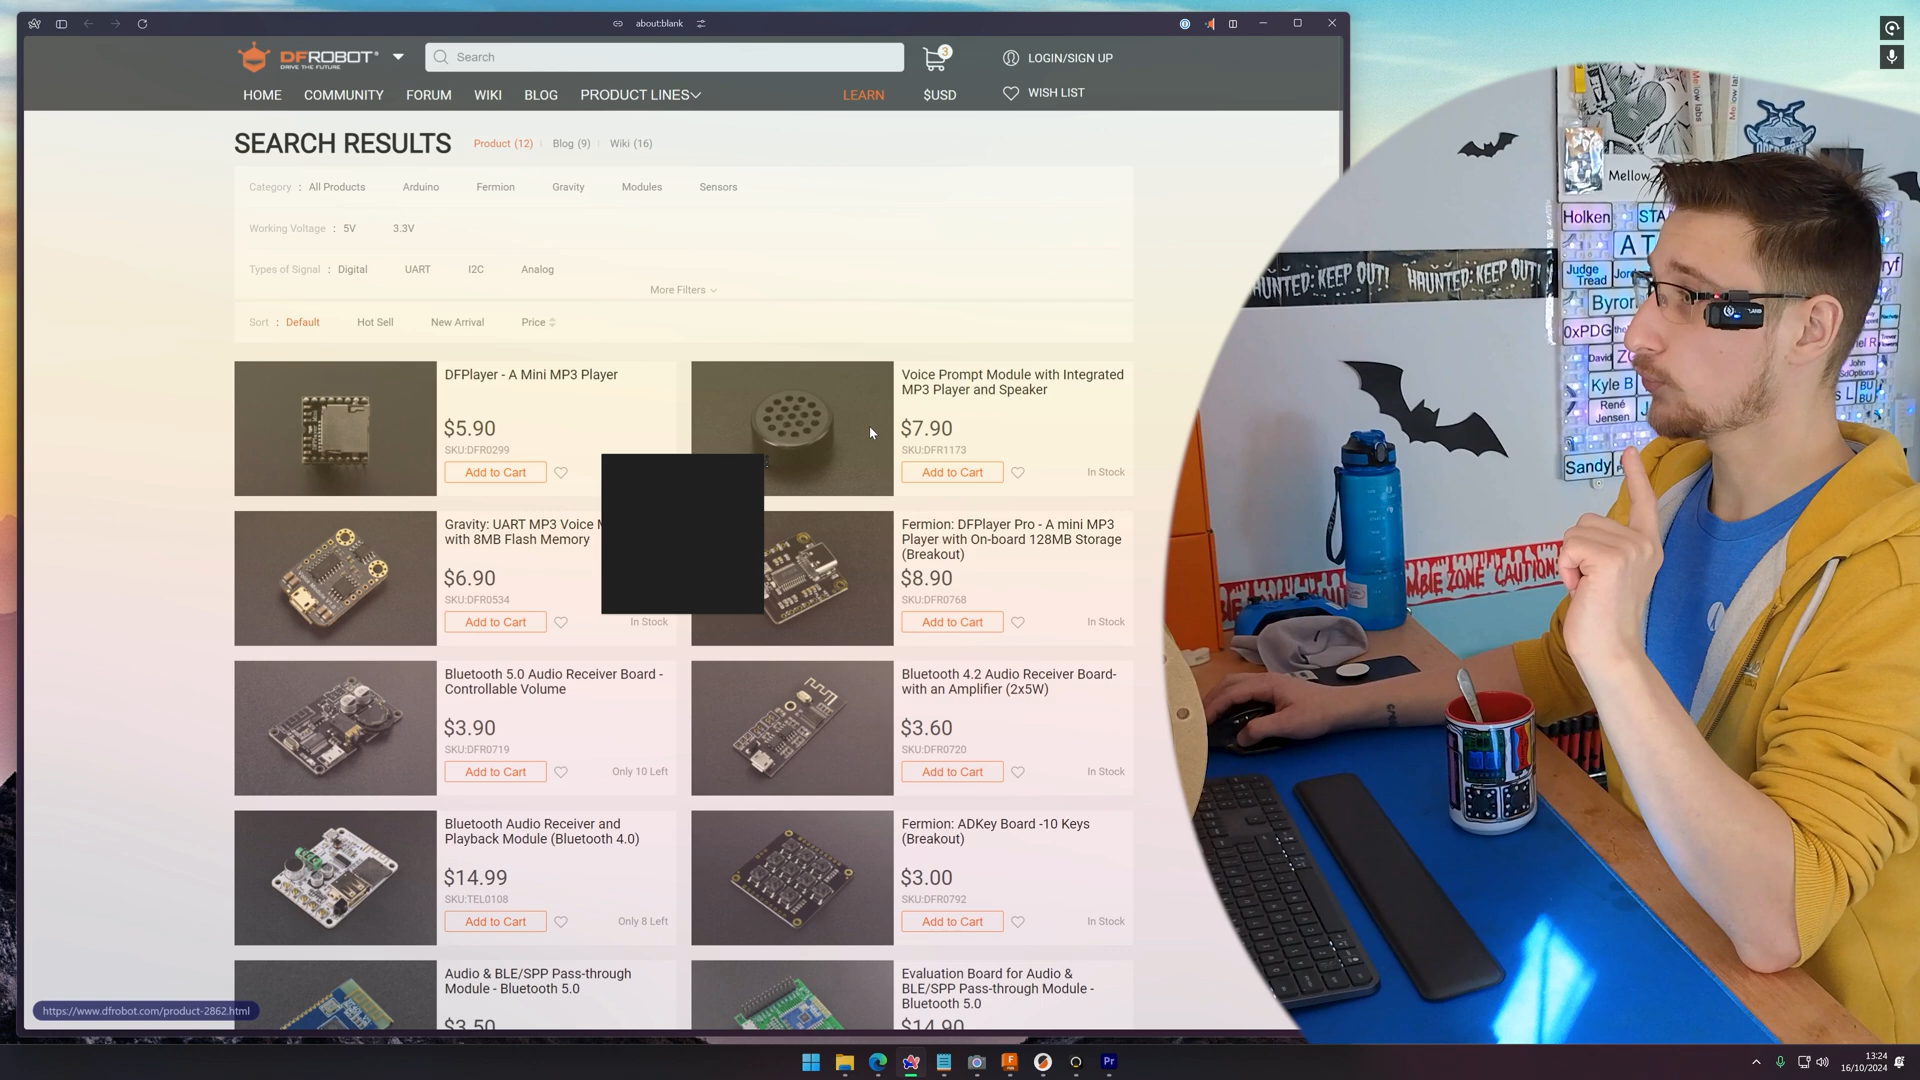 about:blank
DFROBOT
DRIVE THE FUTURE
Search
3
LOGIN/SIGN UP
HOME COMMUNITY FORUM WIKI BLOG PRODUCT LINES LEARN $USD WISH LIST
SEARCH RESULTS Product (12) Blog (9) Wiki (16)
Category : All Products Arduino Fermion Gravity Modules Sensors
Working Voltage : 5V 3.3V
Types of Signal : Digital UART I2C Analog
More Filters
Sort : Default Hot Sell New Arrival Price
DFPlayer - A Mini MP3 Player
$5.90
SKU:DFR0299
Add to Cart
Voice Prompt Module with Integrated
MP3 Player and Speaker
$7.90
SKU:DFR1173
Add to Cart In Stock
Gravity: UART MP3 Voice
with 8MB Flash Memory
$6.90
SKU:DFR0534
Add to Cart In Stock
Fermion: DFPlayer Pro - A mini MP3
Player with On-board 128MB Storage
(Breakout)
$8.90
SKU:DFR0768
Add to Cart In Stock
Bluetooth 5.0 Audio Receiver Board -
Controllable Volume
$3.90
SKU:DFR0719
Add to Cart Only 10 Left
Bluetooth 4.2 Audio Receiver Board-
with an Amplifier (2x5W)
$3.60
SKU:DFR0720
Add to Cart In Stock
Bluetooth Audio Receiver and
Playback Module (Bluetooth 4.0)
$14.99
SKU:TEL0108
Add to Cart Only 8 Left
Fermion: ADKey Board -10 Keys
(Breakout)
$3.00
SKU:DFR0792
Add to Cart In Stock
Audio & BLE/SPP Pass-through
Module - Bluetooth 5.0
$3.50
Evaluation Board for Audio &
BLE/SPP Pass-through Module -
Bluetooth 5.0
$14.90
https://www.dfrobot.com/product-2862.html
Mellow labs
Mellow
Holken
Judge
Tread
Byron
0xPDG
David
Kyle B
René
Jensen
Sandy
John
HAUNTED: KEEP OUT! HAUNTED: KEEP OUT!
ZOMBIE ZONE CAUTION:
Pr
13:24
16/10/2024